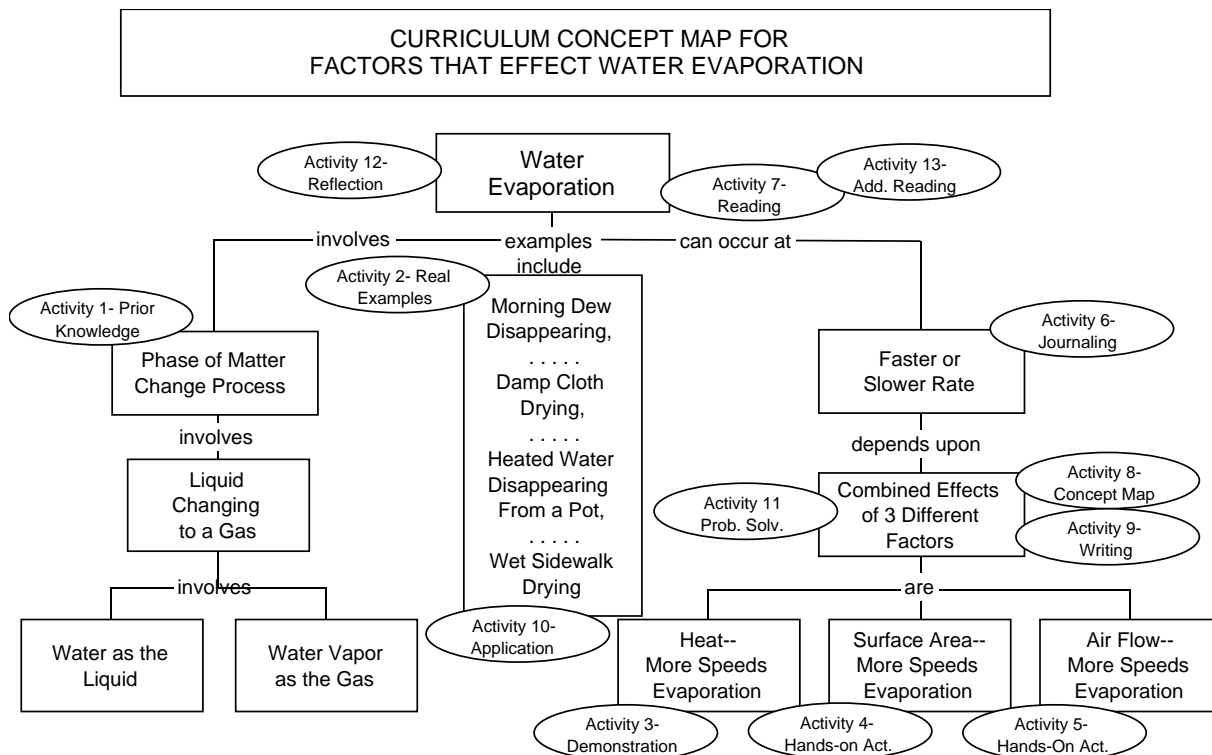 CURRICULUM CONCEPT MAP FOR
FACTORS THAT EFFECT WATER EVAPORATION
Activity 12-
Reflection
Water
Evaporation
Activity 7-
Reading
Activity 13-
Add. Reading
involves
examples
include
can occur at
Activity 1- Prior
Knowledge
Phase of Matter
Change Process
involves
Liquid
Changing
to a Gas
involves
Water as the
Liquid
Water Vapor
as the Gas
Activity 2- Real
Examples
Morning Dew
Disappearing,
. . . . .
Damp Cloth
Drying,
. . . . .
Heated Water
Disappearing
From a Pot,
. . . . .
Wet Sidewalk
Drying
Activity 10-
Application
Activity 6-
Journaling
Faster or
Slower Rate
depends upon
Activity 11
Prob. Solv.
Combined Effects
of 3 Different
Factors
Activity 8-
Concept Map
Activity 9-
Writing
are
Heat--
More Speeds
Evaporation
Surface Area--
More Speeds
Evaporation
Air Flow--
More Speeds
Evaporation
Activity 3-
Demonstration
Activity 4-
Hands-on Act.
Activity 5-
Hands-On Act.